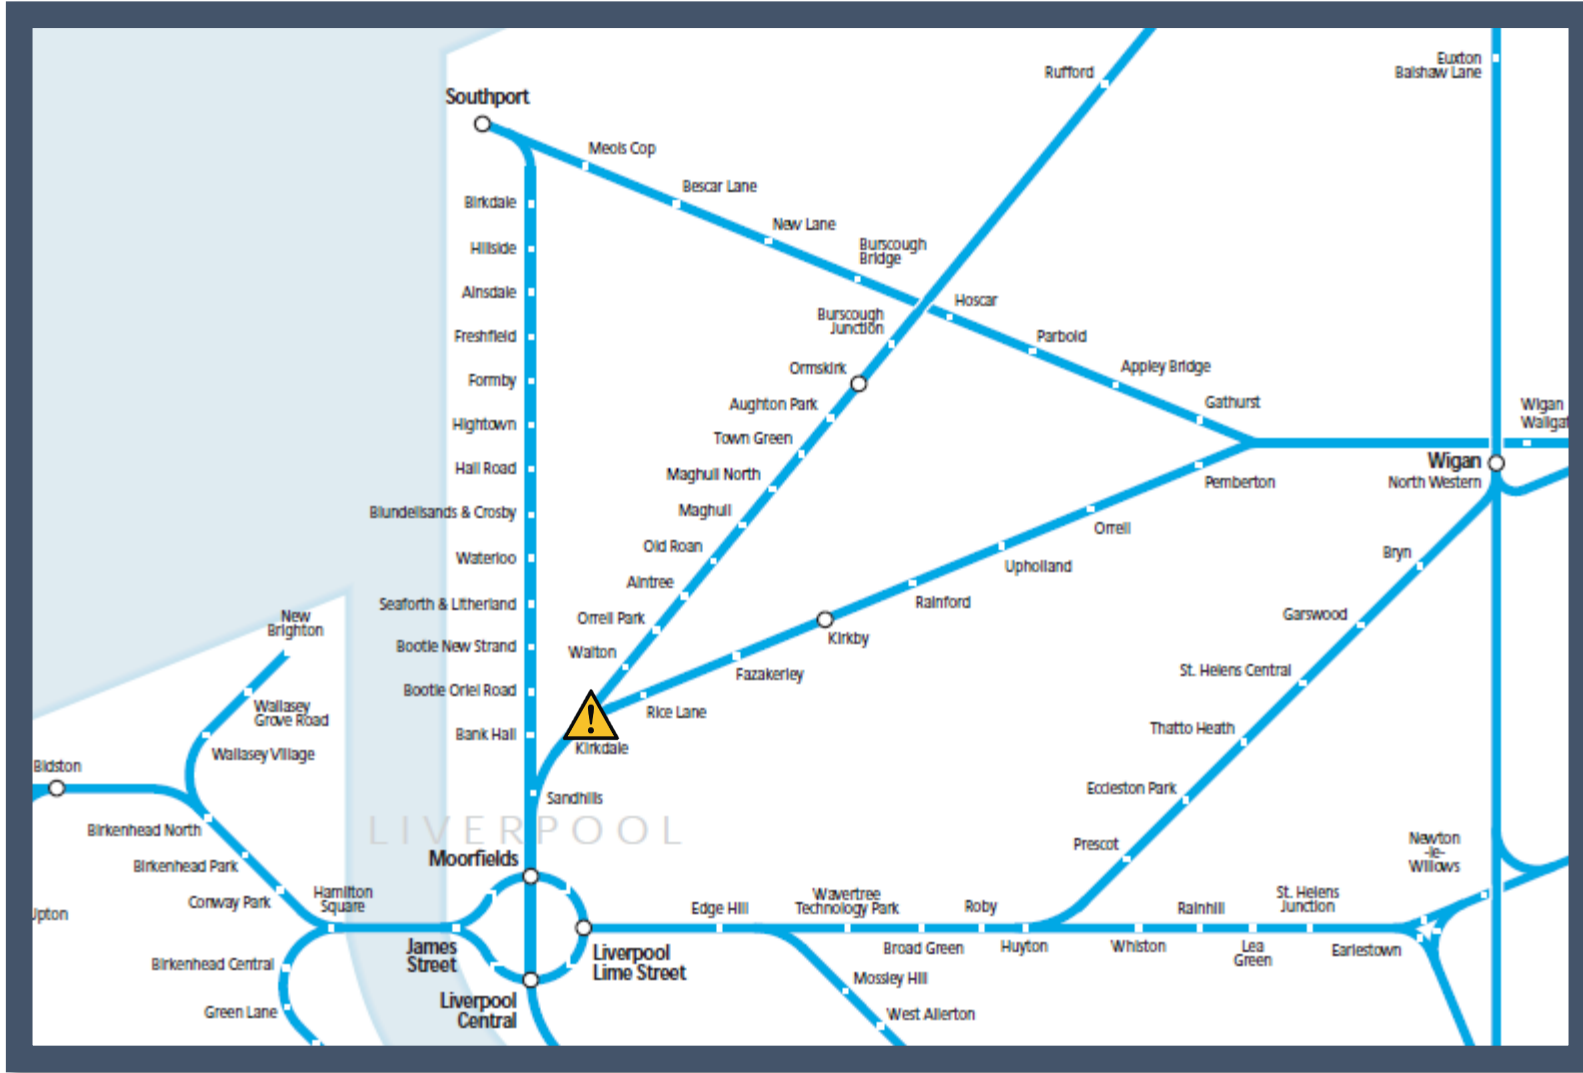 Rufford
Euxton
Balshaw Lane
Southport
Meols Cop
Bescar Lane
New Lane
Burscough
Bridge
Birkdale
Hillside
Ainsdale
Freshfield
Formby
Hightown
Hall Road
Blundellsands & Crosby
Waterloo
Seaforth & Litherland
Bootle New Strand
Bootle Oriel Road
Bank Hall
Hoscar
Parbold
Appley Bridge
Gathurst
Burscough
Junction
Ormskirk
Aughton Park
Town Green
Maghull North
Maghull
Old Roan
Aintree
Orrell Park
Walton
Wigan
Wallgat
Wigan
North Western
Pemberton
Orrell
Upholland
Rainford
Kirkby
Fazakerley
Rice Lane
!
Kirkdale
Sandhills
Bryn
Garswood
St. Helens Central
Thatto Heath
Eccleston Park
Prescot
New
Brighton
Wallasey
Grove Road
Wallasey Village
Bidston
Birkenhead North
Birkenhead Park
Conway Park
Hamilton
Square
Upton
Birkenhead Central
Green Lane
LIVERPOOL
Moorfields
James
Street
Liverpool
Central
Liverpool
Lime Street
Edge Hill
Wavertree
Technology Park
Broad Green
Roby
Huyton
Whiston
Rainhill
Lea
Green
St. Helens
Junction
Earlestown
Newton
-le-
Willows
Mossley Hill
West Allerton